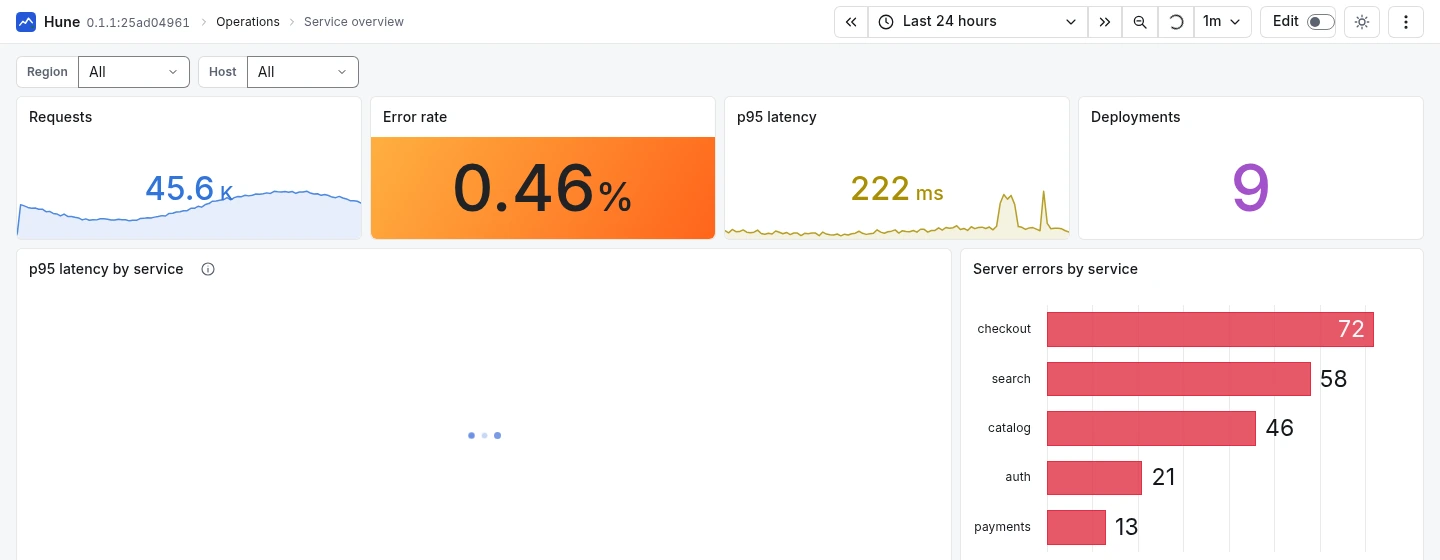 Hune 0.1.1:25ad04961 Operations Service overview
Last 24 hours 1m Edit
Region All Host All
Requests
45.6 K
Error rate
0.46%
p95 latency
222 ms
Deployments
9
p95 latency by service
Server errors by service
checkout 72
search 58
catalog 46
auth 21
payments 13